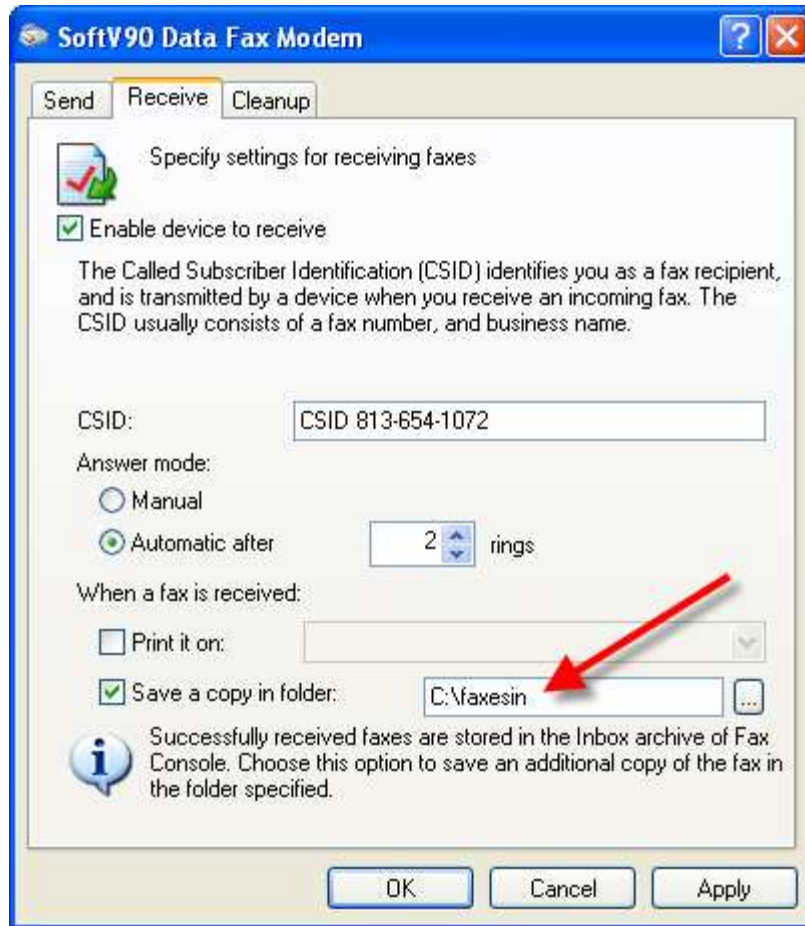 SoftV90 Data Fax Modem
Send Receive Cleanup
Specify settings for receiving faxes
Enable device to receive
The Called Subscriber Identification (CSID) identifies you as a fax recipient,
and is transmitted by a device when you receive an incoming fax. The
CSID usually consists of a fax number, and business name.
CSID: CSID 813-654-1072
Answer mode:
Manual
Automatic after 2 rings
When a fax is received:
Print it on:
Save a copy in folder: C:\faxesin ...
Successfully received faxes are stored in the Inbox archive of Fax
Console. Choose this option to save an additional copy of the fax in
the folder specified.
OK Cancel Apply